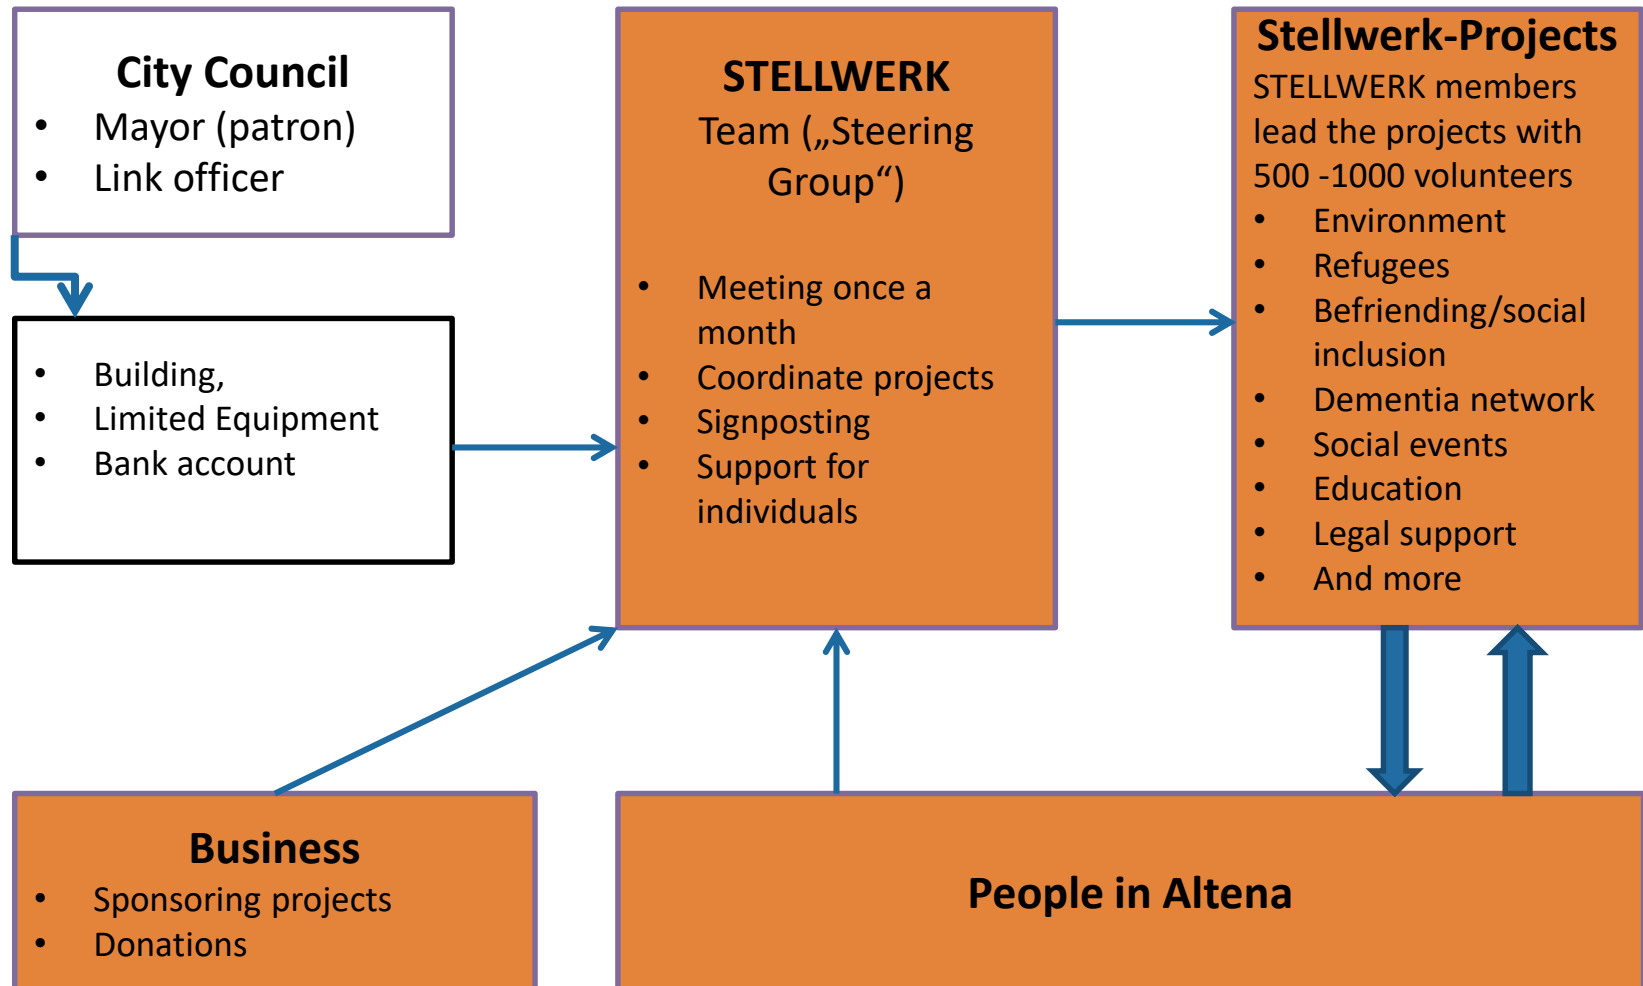 City Council
• Mayor (patron)
• Link officer
• Building,
• Limited Equipment
• Bank account
STELLWERK
Team („Steering
Group“)
• Meeting once a
month
• Coordinate projects
• Signposting
• Support for
individuals
Stellwerk-Projects
STELLWERK members
lead the projects with
500 -1000 volunteers
• Environment
• Refugees
• Befriending/social
inclusion
• Dementia network
• Social events
• Education
• Legal support
• And more
Business
• Sponsoring projects
• Donations
People in Altena